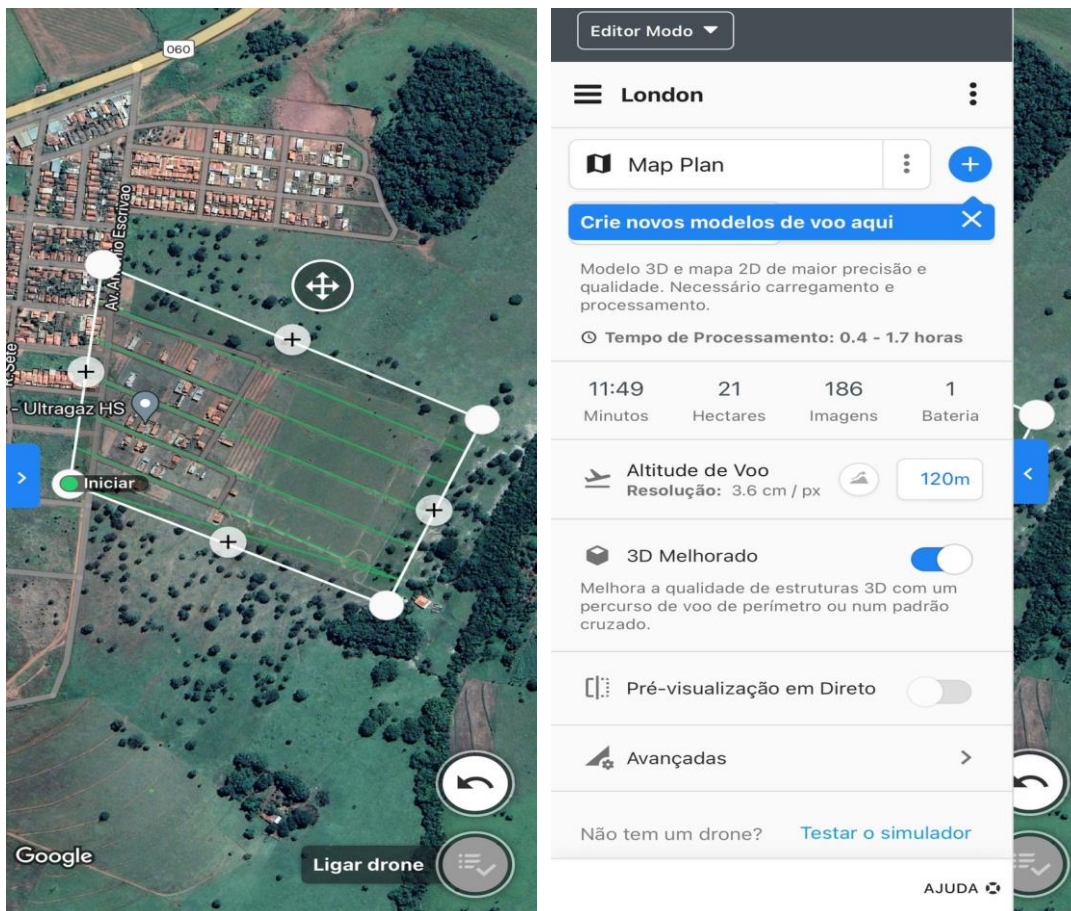 060
Av. Antonio Escrivao
R. Sete
- Ultragaz HS
Iniciar
Google
Ligar drone
Editor Modo
London
Map Plan
Crie novos modelos de voo aqui
Modelo 3D e mapa 2D de maior precisão e
qualidade. Necessário carregamento e
processamento.
Tempo de Processamento: 0.4 - 1.7 horas
11:49 21 186 1
Minutos Hectares Imagens Bateria
Altitude de Voo
Resolução: 3.6 cm / px
120m
3D Melhorado
Melhora a qualidade de estruturas 3D com um
percurso de voo de perímetro ou num padrão
cruzado.
Pré-visualização em Direto
Avançadas
Não tem um drone? Testar o simulador
AJUDA